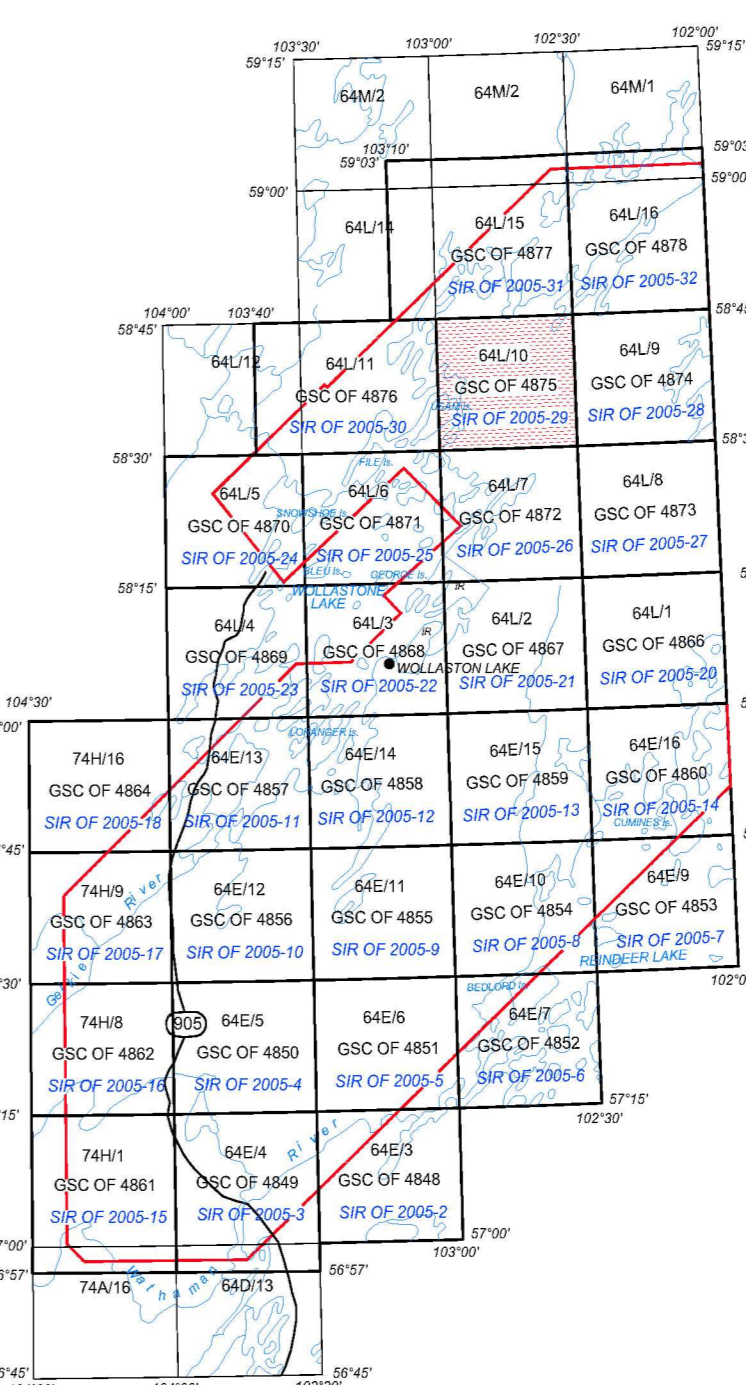 103°30'
103°00'
102°30'
102°00'
59°15'
59°15'
64M/2
64M/2
64M/1
103°10'
59°03'
59°03
59°00'
59°00
64L/14
64L/15
GSC OF 4877
SIR OF 2005-31
64L/16
GSC OF 4878
SIR OF 2005-32
104°00'
103°40'
58°45'
58°45
64L/12
64L/11
GSC OF 4876
SIR OF 2005-30
64L/10
GSC OF 4875
SIR OF 2005-29
64L/9
GSC OF 4874
SIR OF 2005-28
58°30'
FILE Is.
64L/5
GSC OF 4870
SIR OF 2005-24
64L/6
GSC OF 4871
SIR OF 2005-25
SNOWSHOE Is.
64L/7
GSC OF 4872
SIR OF 2005-26
64L/8
GSC OF 4873
SIR OF 2005-27
BLEU Is.
GEORGE Is.
58°15'
WOLLASTONE
LAKE
IR
IR
64L/4
GSC OF 4869
SIR OF 2005-23
64L/3
GSC OF 4868
SIR OF 2005-22
WOLLASTON LAKE
64L/2
GSC OF 4867
SIR OF 2005-21
64L/1
GSC OF 4866
SIR OF 2005-20
104°30'
°00'
LORANGER Is.
74H/16
GSC OF 4864
SIR OF 2005-18
64E/13
GSC OF 4857
SIR OF 2005-11
64E/14
GSC OF 4858
SIR OF 2005-12
64E/15
GSC OF 4859
SIR OF 2005-13
64E/16
GSC OF 4860
SIR OF 2005-14
CUMINES Is.
°45'
74H/9
GSC OF 4863
SIR OF 2005-17
River
64E/12
GSC OF 4856
SIR OF 2005-10
64E/11
GSC OF 4855
SIR OF 2005-9
64E/10
GSC OF 4854
SIR OF 2005-8
64E/9
GSC OF 4853
SIR OF 2005-7
REINDEER LAKE
102°0
°30'
Geikie
BEDLORD Is.
74H/8
GSC OF 4862
SIR OF 2005-16
905
64E/5
GSC OF 4850
SIR OF 2005-4
64E/6
GSC OF 4851
SIR OF 2005-5
64E/7
GSC OF 4852
SIR OF 2005-6
57°15'
102°30'
°15'
River
74H/1
GSC OF 4861
SIR OF 2005-15
64E/4
GSC OF 4849
SIR OF 2005-3
64E/3
GSC OF 4848
SIR OF 2005-2
57°00'
103°00'
7°00'
6°57'
56°57'
74A/16
Wathaman
64D/13
6°45'
56°45'